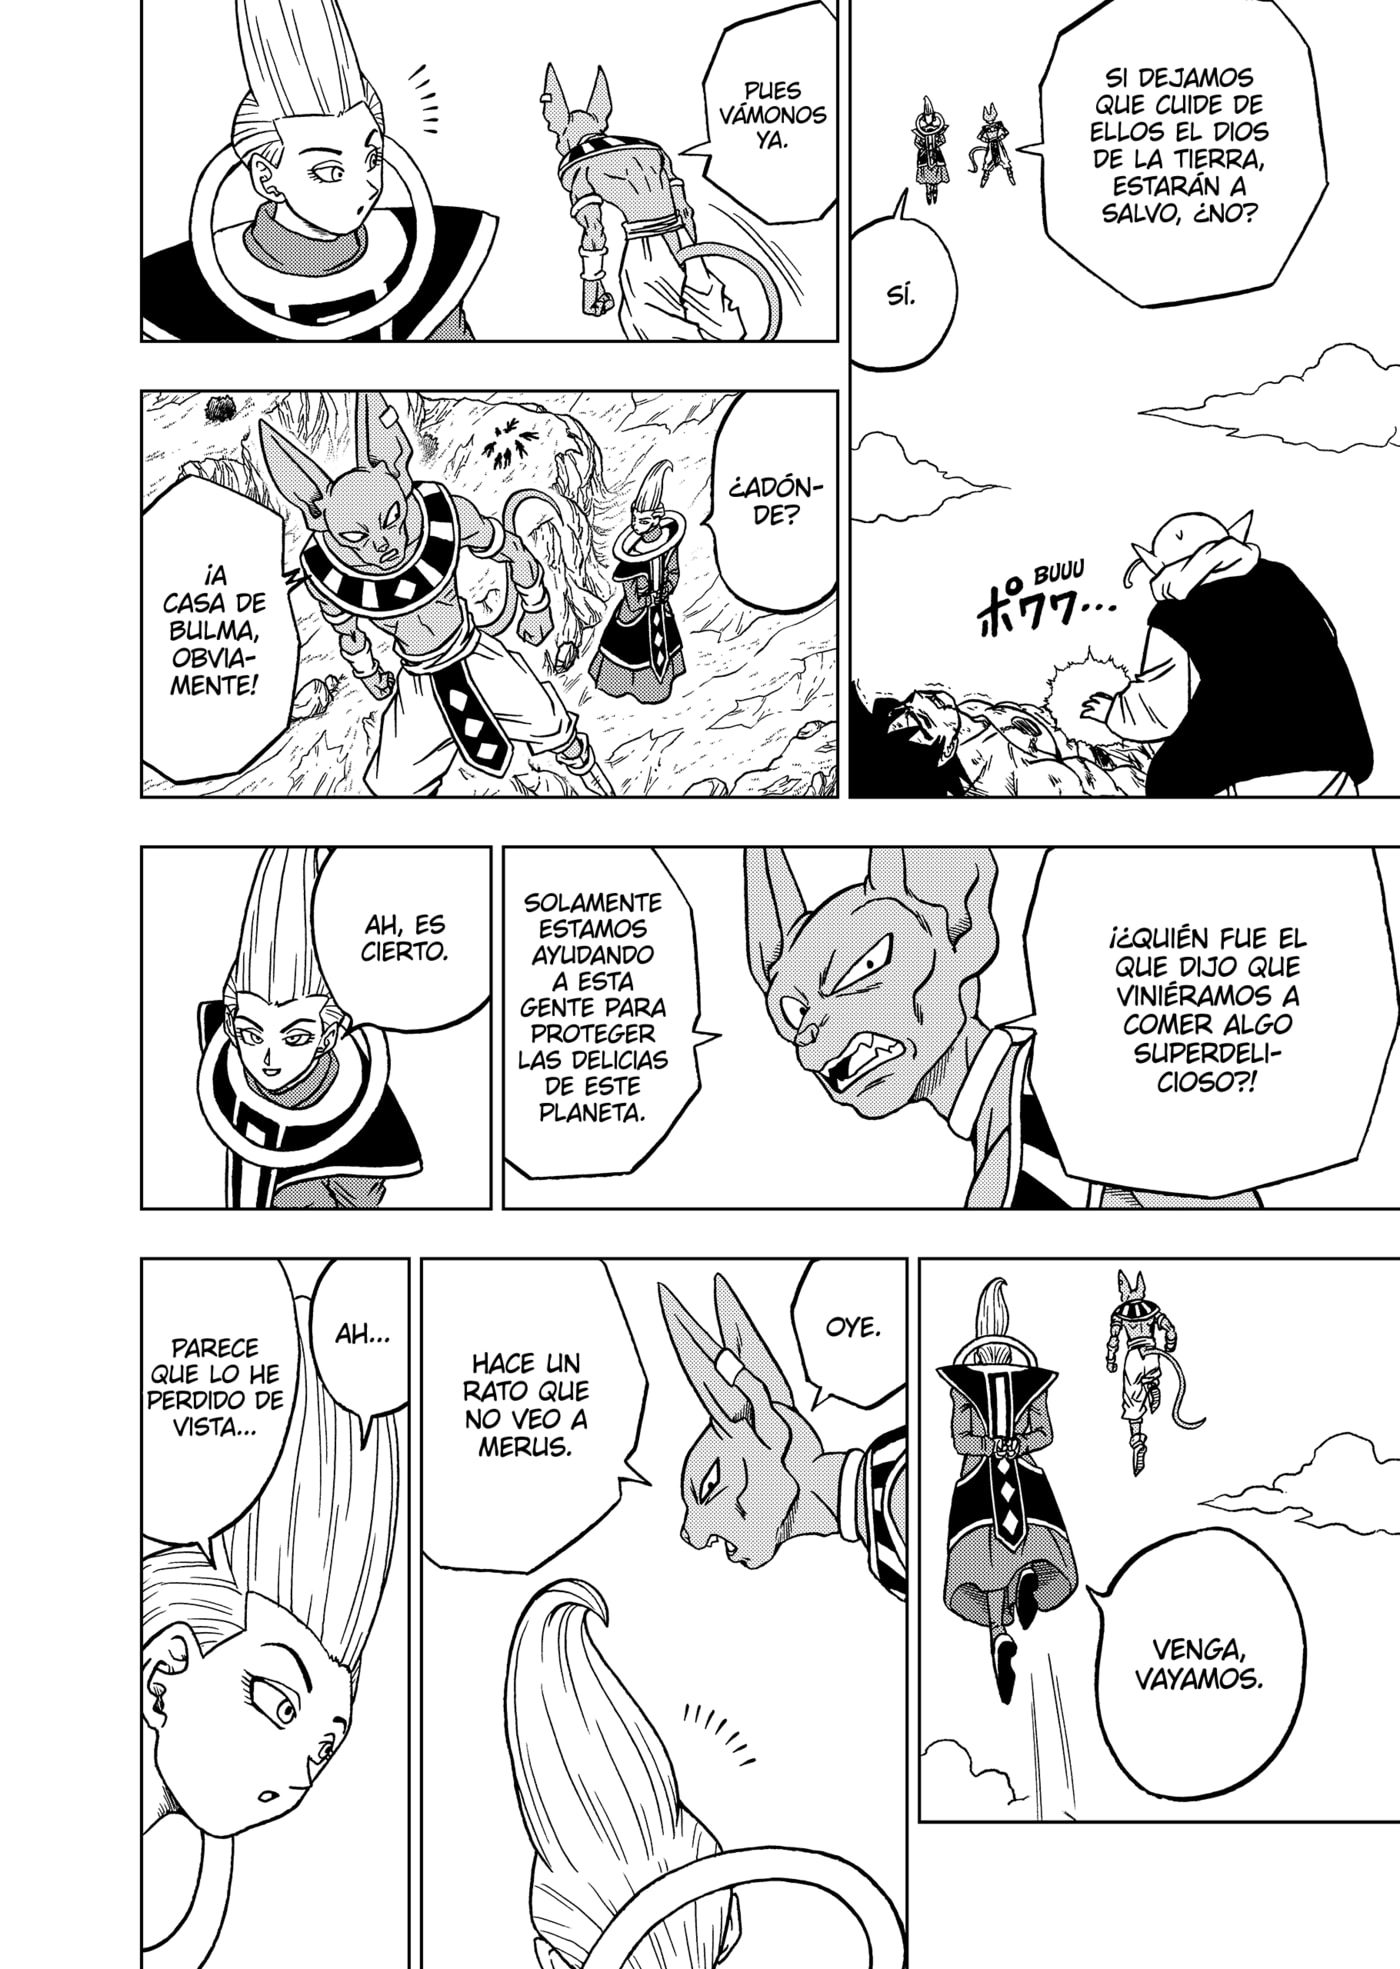 SI DEJAMOS
QUE CUIDE DE
ELLOS EL DIOS
DE LA TIERRA,
ESTARÁN A
SALVO, ¿NO?
SÍ.
BUUU
ポワワ...
PUES
VÁMONOS
YA.
¿ADÓN-
DE?
¡A
CASA DE
BULMA,
OBVIA-
MENTE!
¡¿QUIÉN FUE EL
QUE DIJO QUE
VINIÉRAMOS A
COMER ALGO
SUPERDELI-
CIOSO?!
SOLAMENTE
ESTAMOS
AYUDANDO
A ESTA
GENTE PARA
PROTEGER
LAS DELICIAS
DE ESTE
PLANETA.
AH, ES
CIERTO.
VENGA,
VAYAMOS.
OYE.
HACE UN
RATO QUE
NO VEO A
MERUS.
AH...
PARECE
QUE LO HE
PERDIDO DE
VISTA...